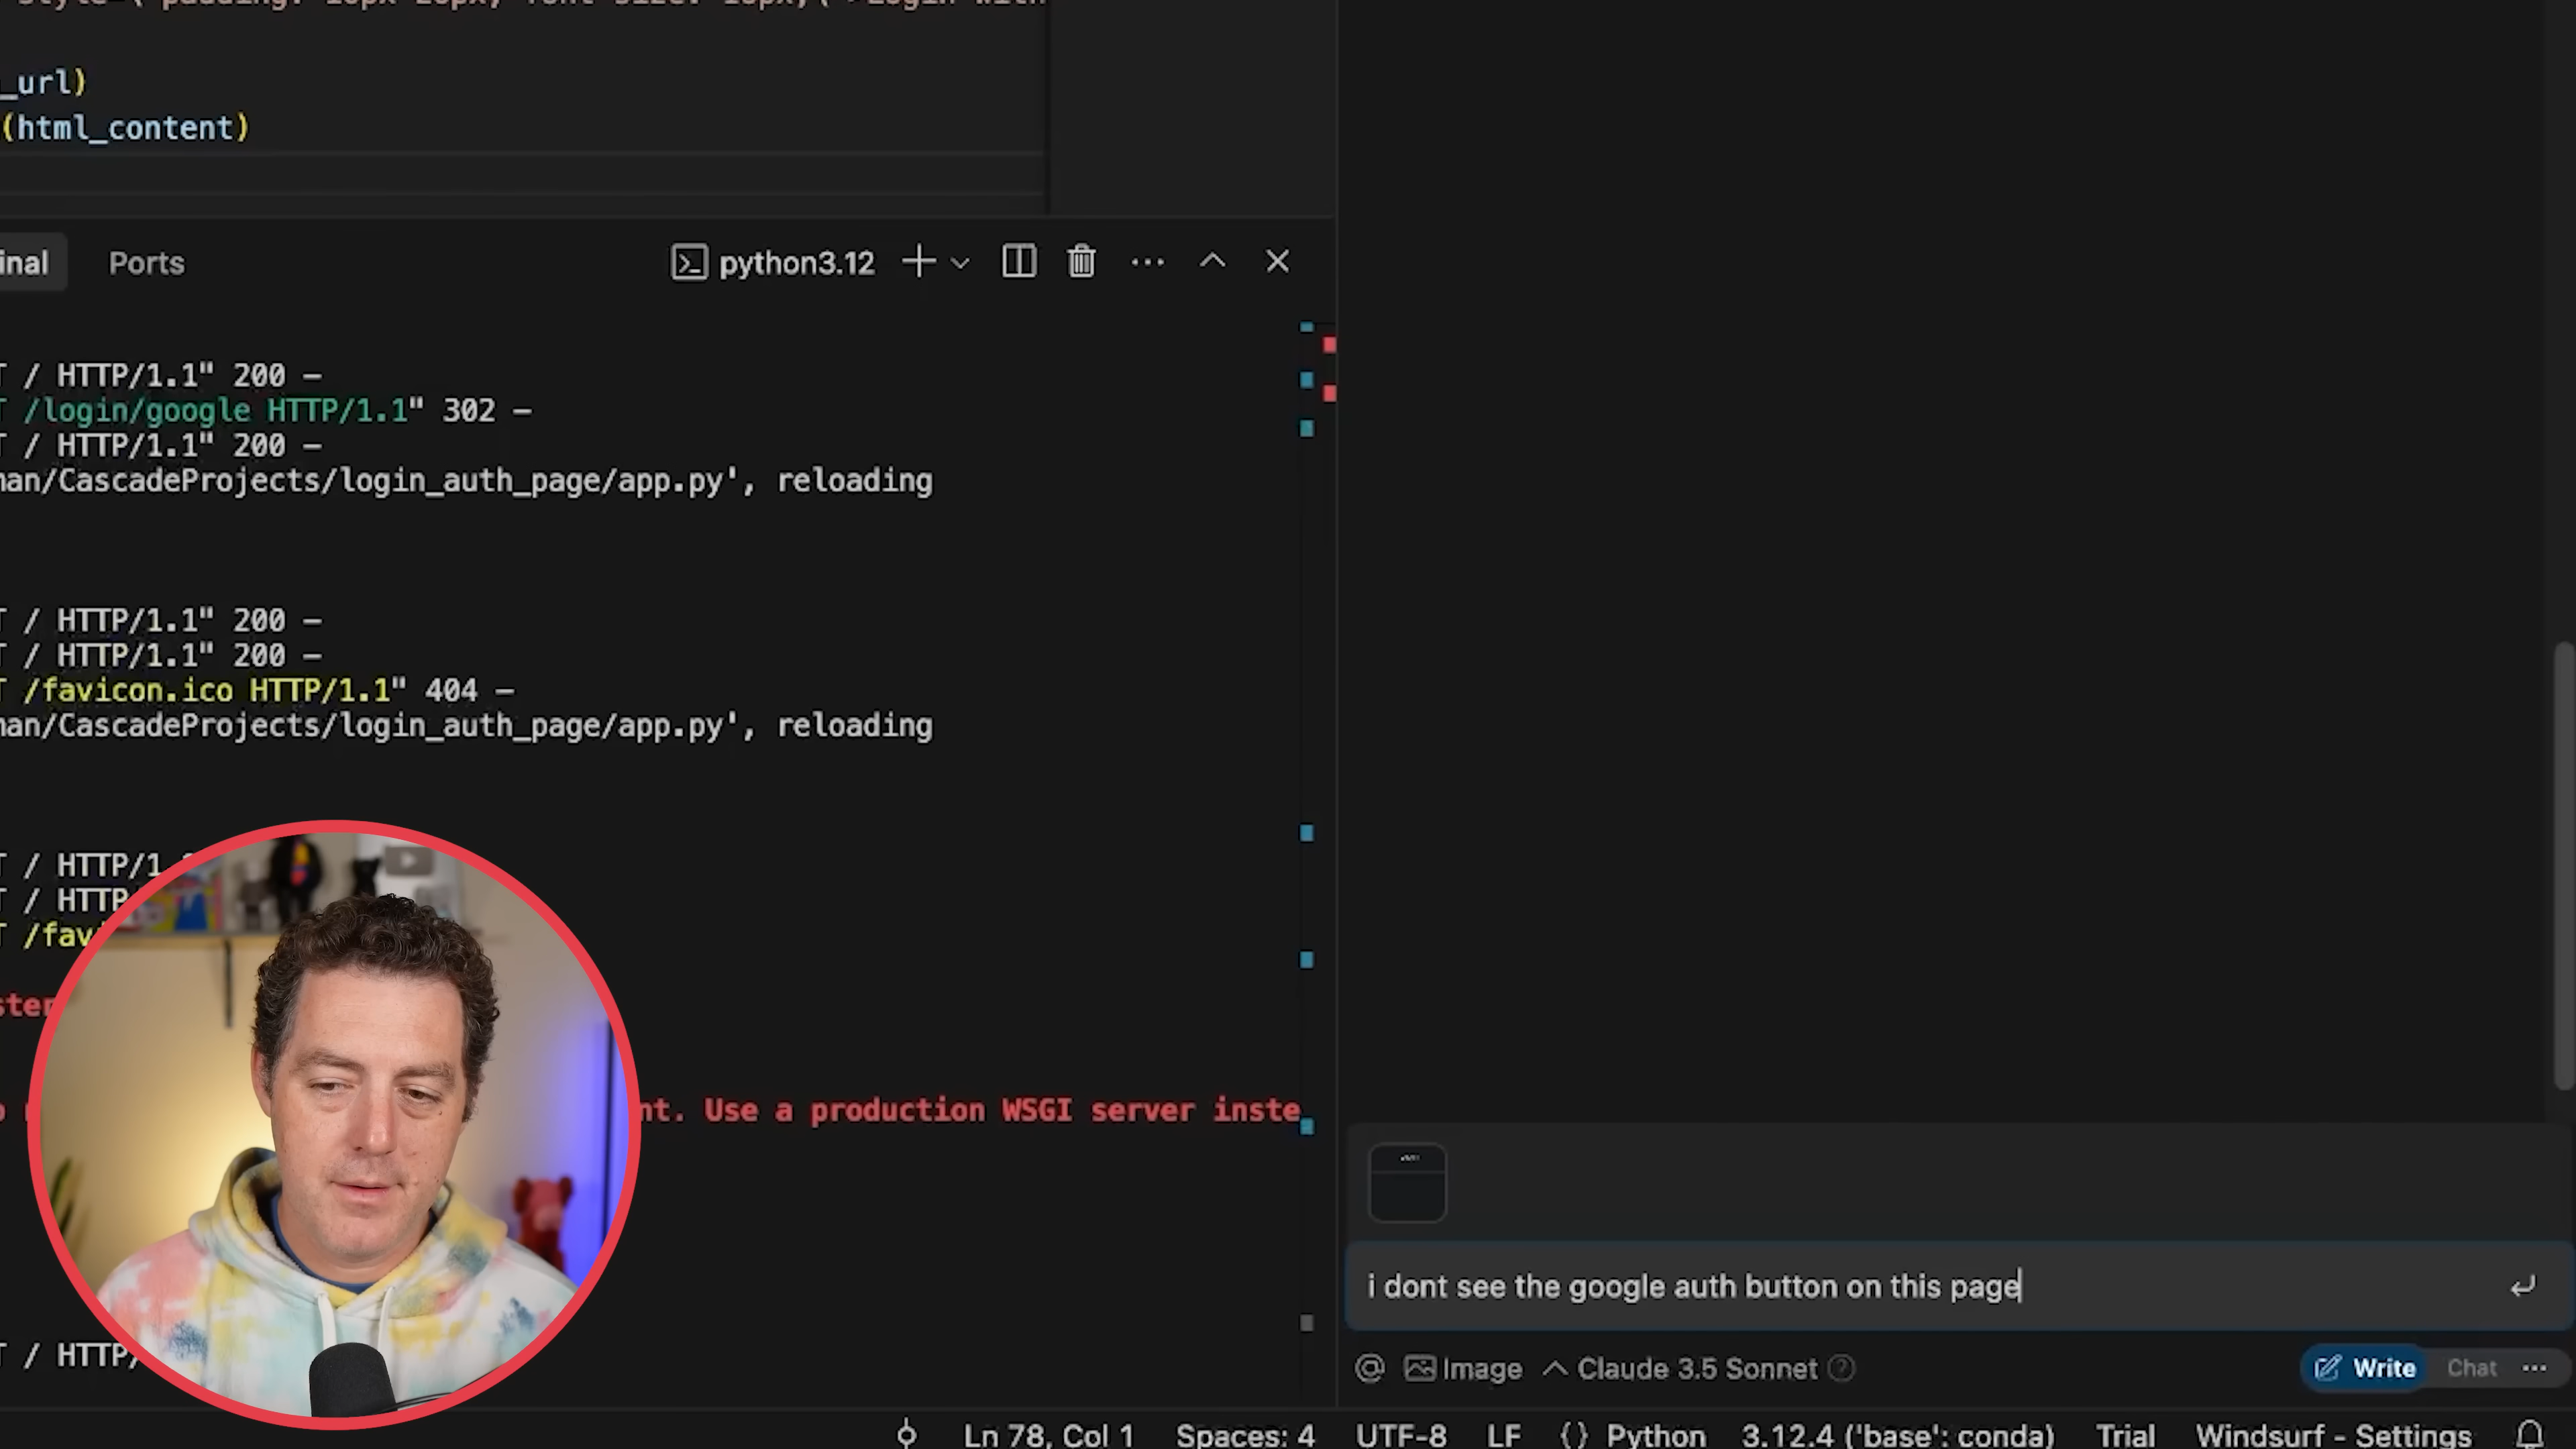 _url)
(html_content)
inal Ports python3.12
T / HTTP/1.1" 200 –
T /login/google HTTP/1.1" 302 –
T / HTTP/1.1" 200 –
man/CascadeProjects/login_auth_page/app.py', reloading
T / HTTP/1.1" 200 –
T / HTTP/1.1" 200 –
T /favicon.ico HTTP/1.1" 404 –
man/CascadeProjects/login_auth_page/app.py', reloading
T / HTTP/1.
T / HTTP
T /fav
ster
nt. Use a production WSGI server inste
T / HTTP/
i dont see the google auth button on this page
@ Image Claude 3.5 Sonnet
Write Chat ...
Ln 78, Col 1 Spaces: 4 UTF-8 LF {} Python 3.12.4 ('base': conda) Trial Windsurf - Settings